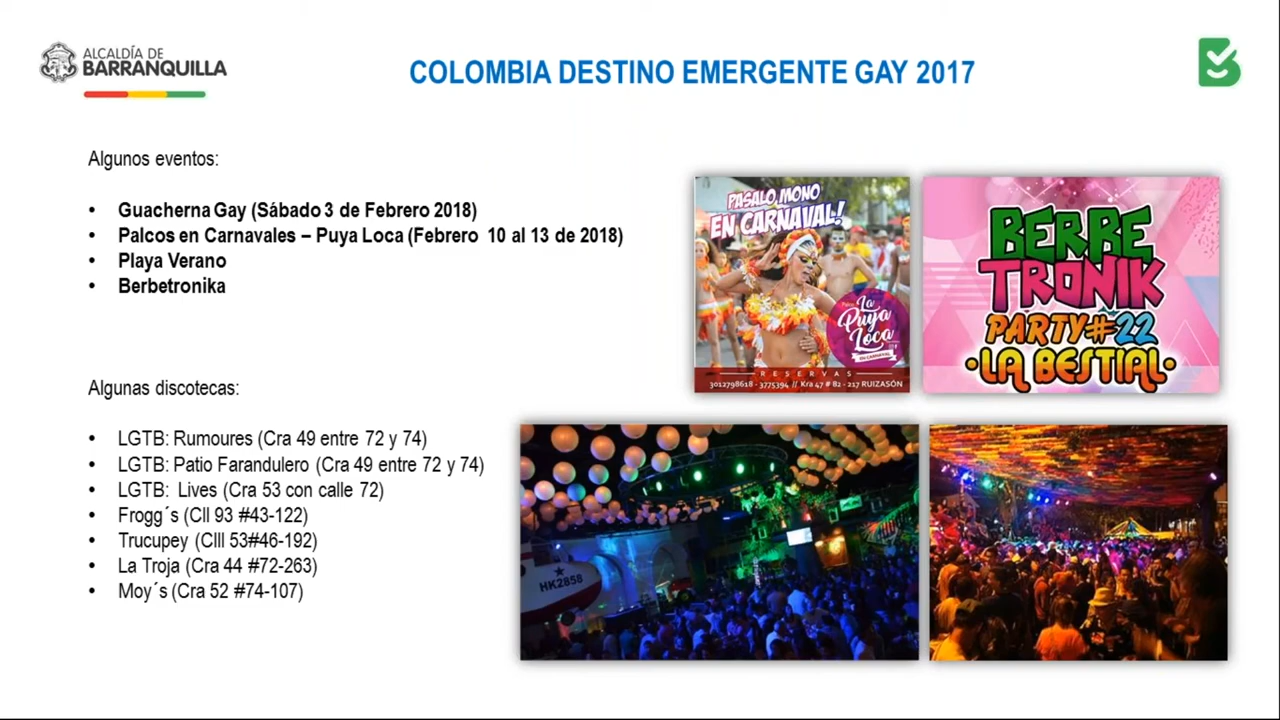 ALCALDÍA DE
BARRANQUILLA
COLOMBIA DESTINO EMERGENTE GAY 2017
Algunos eventos:
• Guacherna Gay (Sábado 3 de Febrero 2018)
• Palcos en Carnavales – Puya Loca (Febrero 10 al 13 de 2018)
• Playa Verano
• Berbetronika
PASALO MONO
EN CARNAVAL!
Palco
La
Puya
Loca
EN CARNAVAL
RESERVAS
3012798618 - 3775394 // Kra 47 # 82 - 217 RUIZASÓN
BERBE
TRONIK
PARTY#22
·LA BESTIAL·
Algunas discotecas:
• LGTB: Rumoures (Cra 49 entre 72 y 74)
• LGTB: Patio Farandulero (Cra 49 entre 72 y 74)
• LGTB: Lives (Cra 53 con calle 72)
• Frogg´s (Cll 93 #43-122)
• Trucupey (Clll 53#46-192)
• La Troja (Cra 44 #72-263)
• Moy´s (Cra 52 #74-107)
HK2858